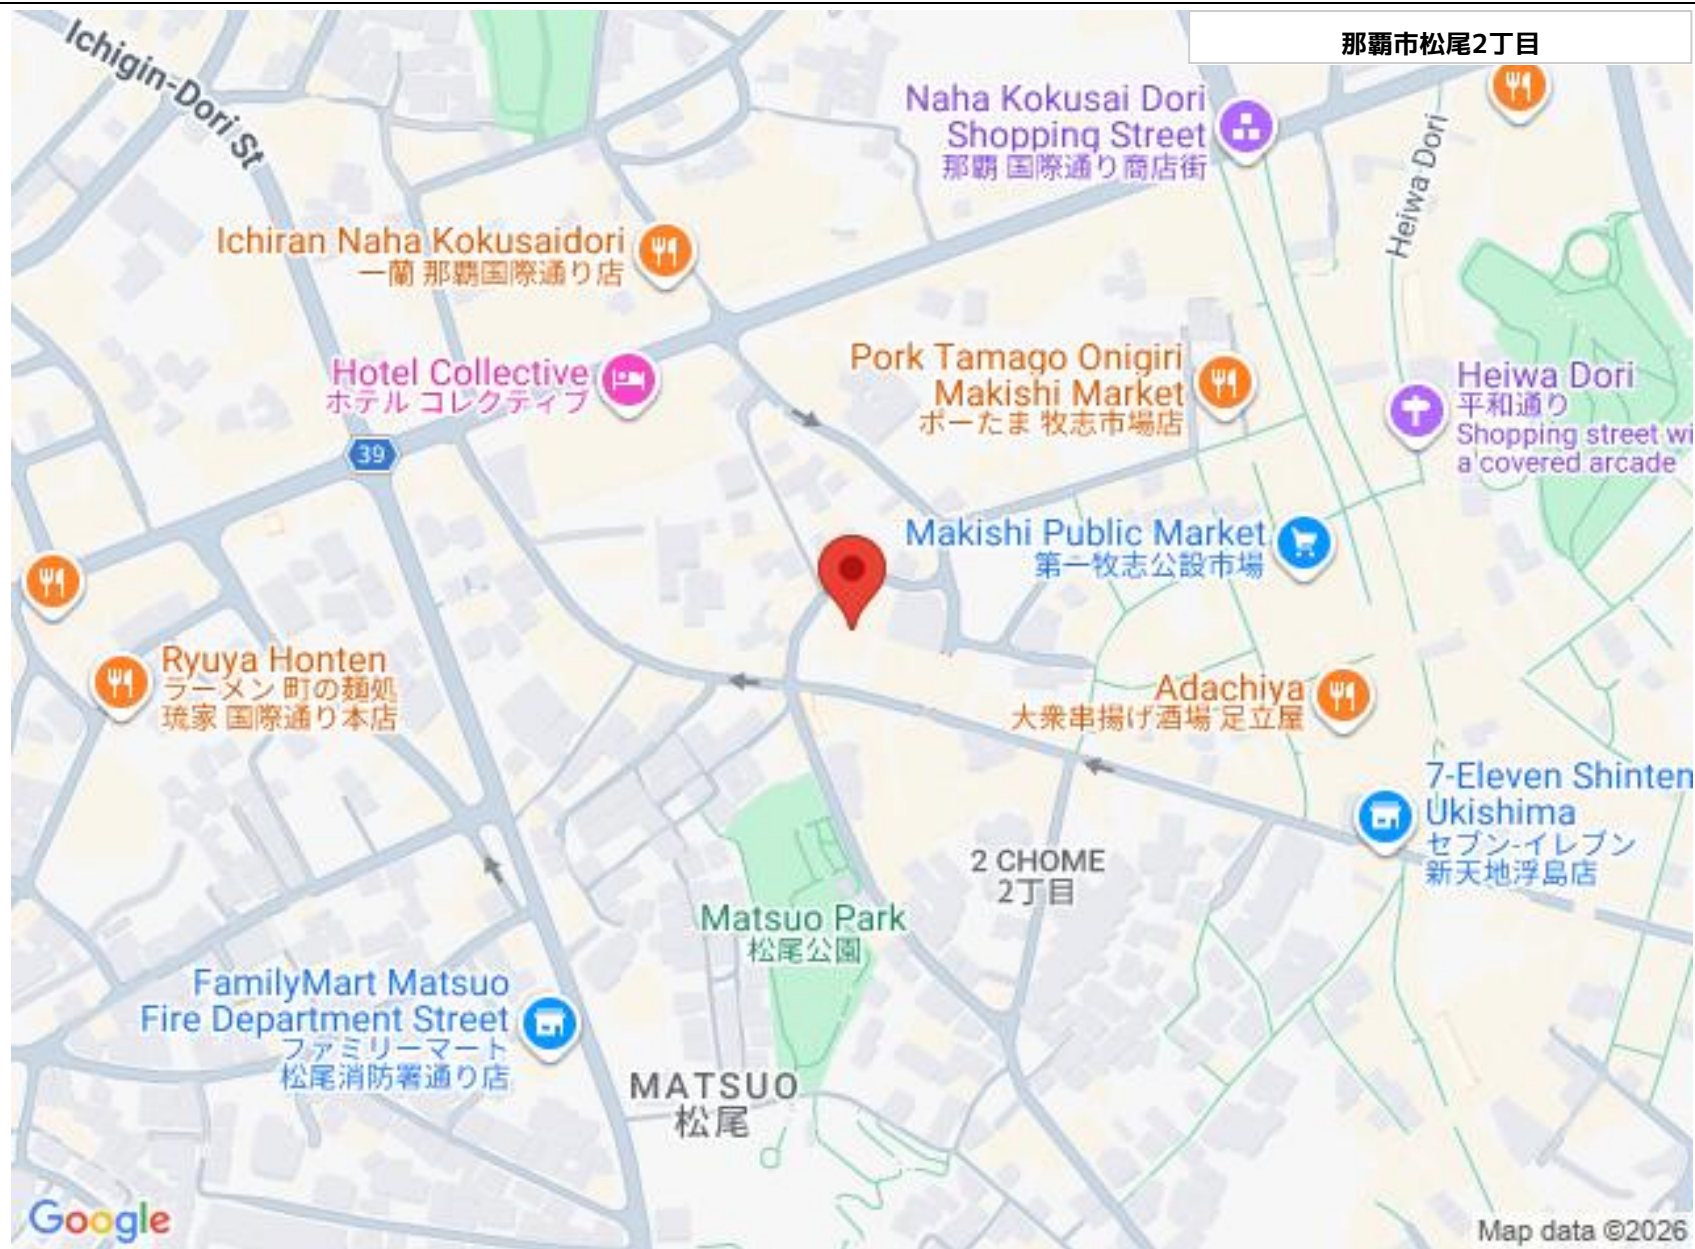 那覇市松尾2丁目
Ichigin-Dori St
Naha Kokusai Dori
Shopping Street
那覇 国際通り商店街
Heiwa Dori
Ichiran Naha Kokusaidori
一蘭 那覇国際通り店
Hotel Collective
ホテル コレクティブ
Pork Tamago Onigiri
Makishi Market
ポーたま 牧志市場店
Heiwa Dori
平和通り
Shopping street wi
a covered arcade
39
Makishi Public Market
第一牧志公設市場
Ryuya Honten
ラーメン 町の麺処
琉家 国際通り本店
Adachiya
大衆串揚げ酒場 足立屋
7-Eleven Shinten
Ukishima
セブン-イレブン
新天地浮島店
2 CHOME
2丁目
Matsuo Park
松尾公園
FamilyMart Matsuo
Fire Department Street
ファミリーマート
松尾消防署通り店
MATSUO
松尾
Google
Map data ©2026